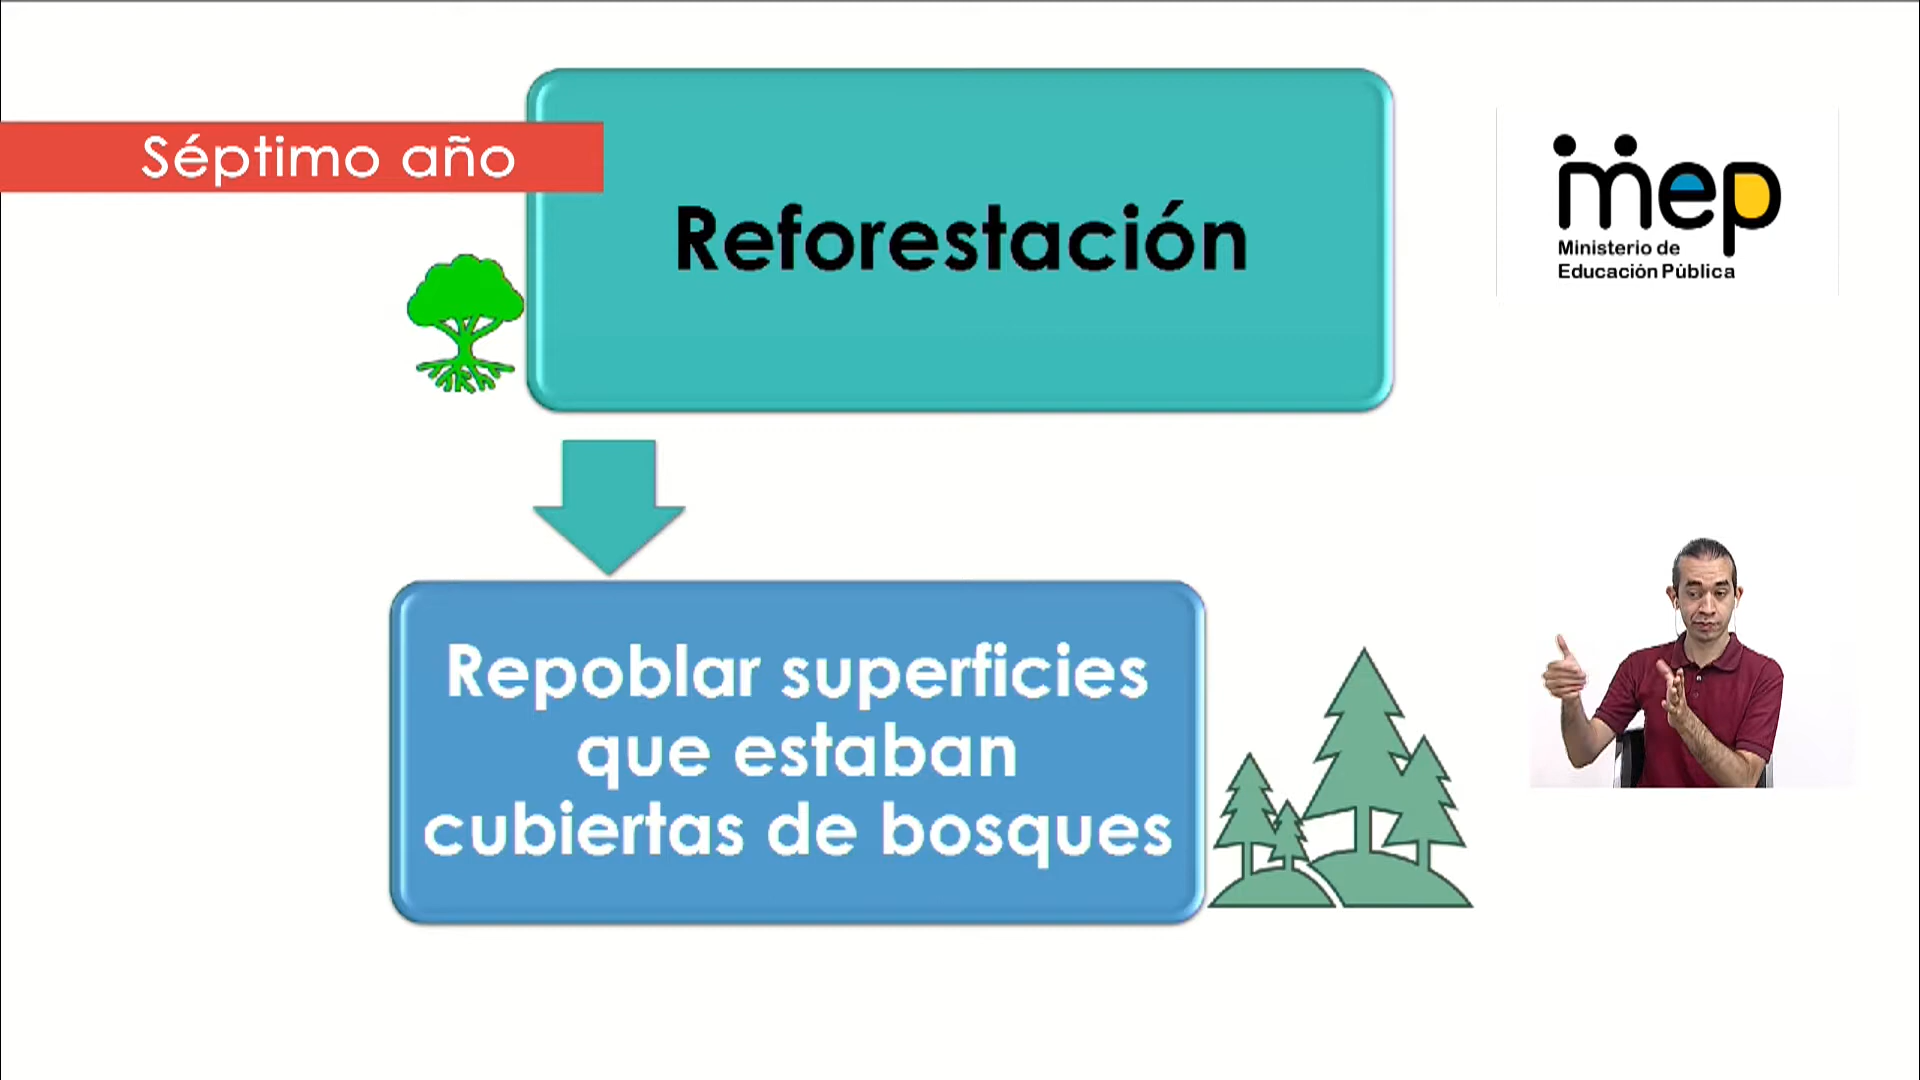 Séptimo año
Reforestación
mep
Ministerio de
Educación Pública
Repoblar superficies
que estaban
cubiertas de bosques